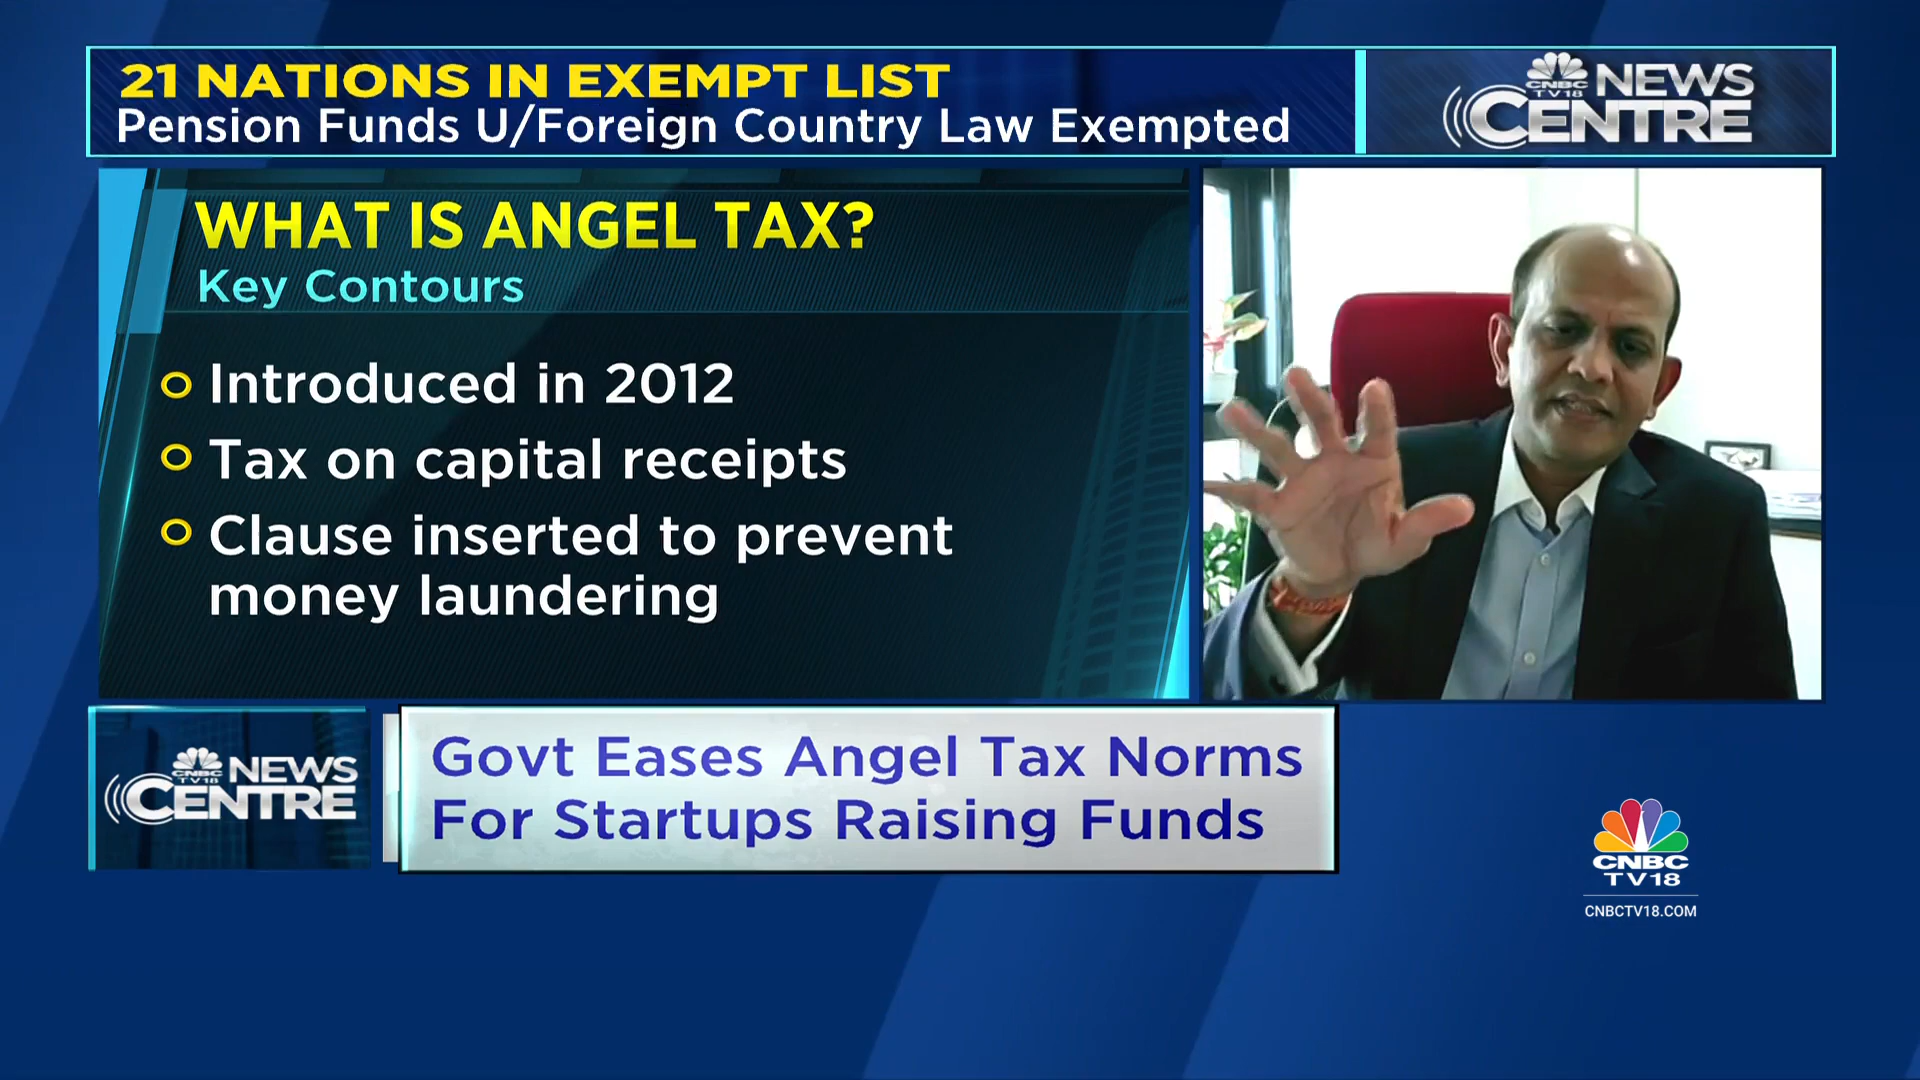 21 NATIONS IN EXEMPT LIST
Pension Funds U/Foreign Country Law Exempted
CNBC
TV18
NEWS
CENTRE
WHAT IS ANGEL TAX?
Key Contours
Introduced in 2012
Tax on capital receipts
Clause inserted to prevent
money laundering
CNBC
TV18
NEWS
CENTRE
Govt Eases Angel Tax Norms
For Startups Raising Funds
CNBC
TV18
CNBCTV18.COM